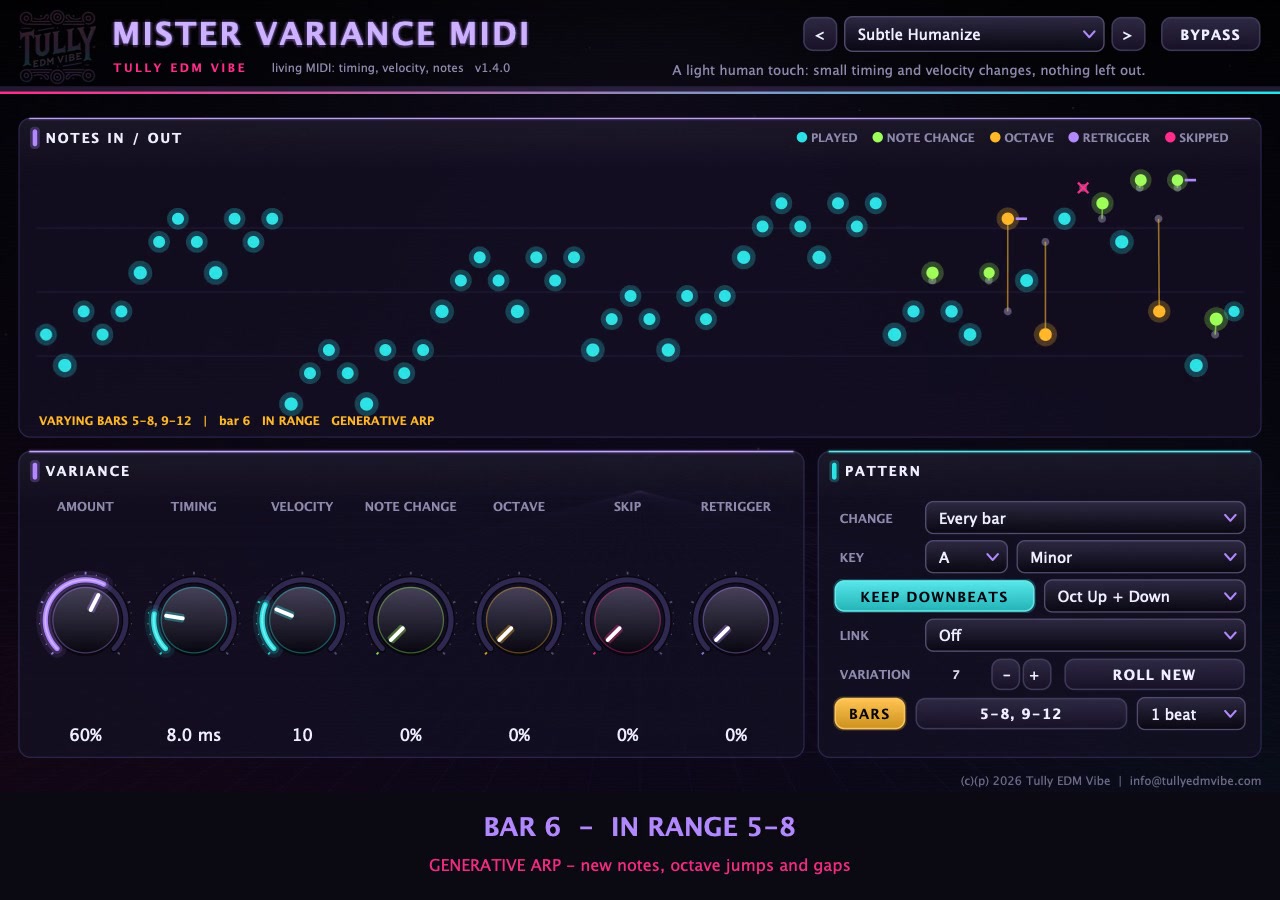 TULLY
EDM VIBE
MISTER VARIANCE MIDI
TULLY EDM VIBE living MIDI: timing, velocity, notes v1.4.0
< Subtle Humanize > BYPASS
A light human touch: small timing and velocity changes, nothing left out.
NOTES IN / OUT
PLAYED NOTE CHANGE OCTAVE RETRIGGER SKIPPED
VARYING BARS 5-8, 9-12 | bar 6 IN RANGE GENERATIVE ARP
VARIANCE
AMOUNT TIMING VELOCITY NOTE CHANGE OCTAVE SKIP RETRIGGER
60% 8.0 ms 10 0% 0% 0% 0%
PATTERN
CHANGE Every bar
KEY A Minor
KEEP DOWNBEATS Oct Up + Down
LINK Off
VARIATION 7 - + ROLL NEW
BARS 5-8, 9-12 1 beat
(c)(p) 2026 Tully EDM Vibe | info@tullyedmvibe.com
BAR 6 – IN RANGE 5–8
GENERATIVE ARP – new notes, octave jumps and gaps